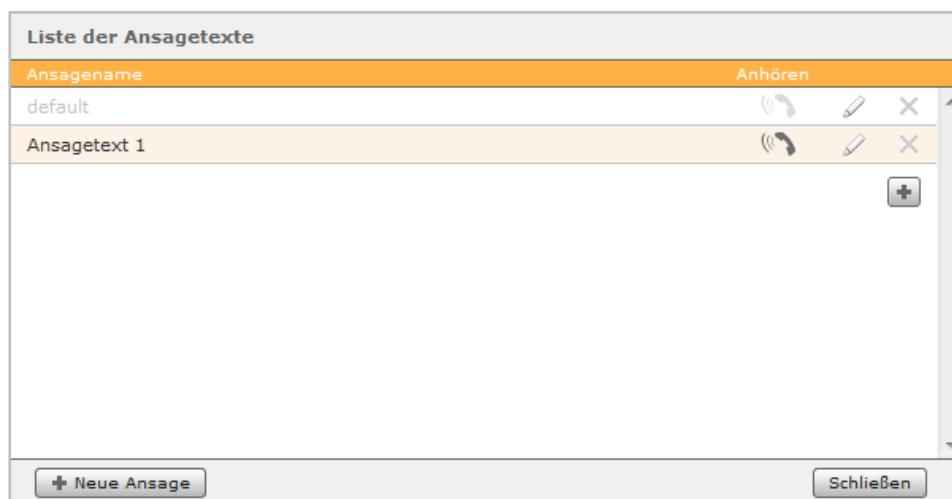 Liste der Ansagetexte
Ansagename Anhören
default
Ansagetext 1
Neue Ansage Schließen